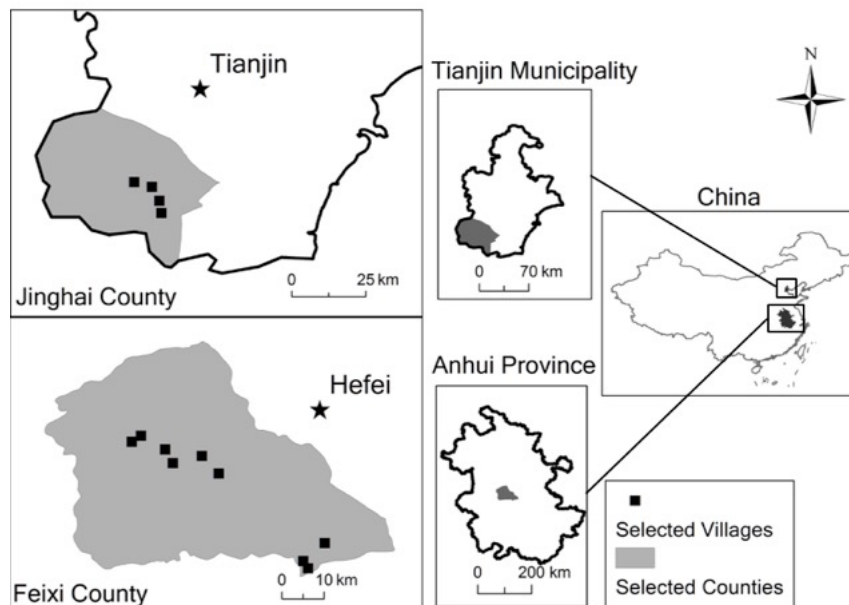 Tianjin
0 25 km
Jinghai County
Hefei
0 10 km
Feixi County
Tianjin Municipality
0 70 km
Anhui Province
0 200 km
N
China
Selected Villages
Selected Counties